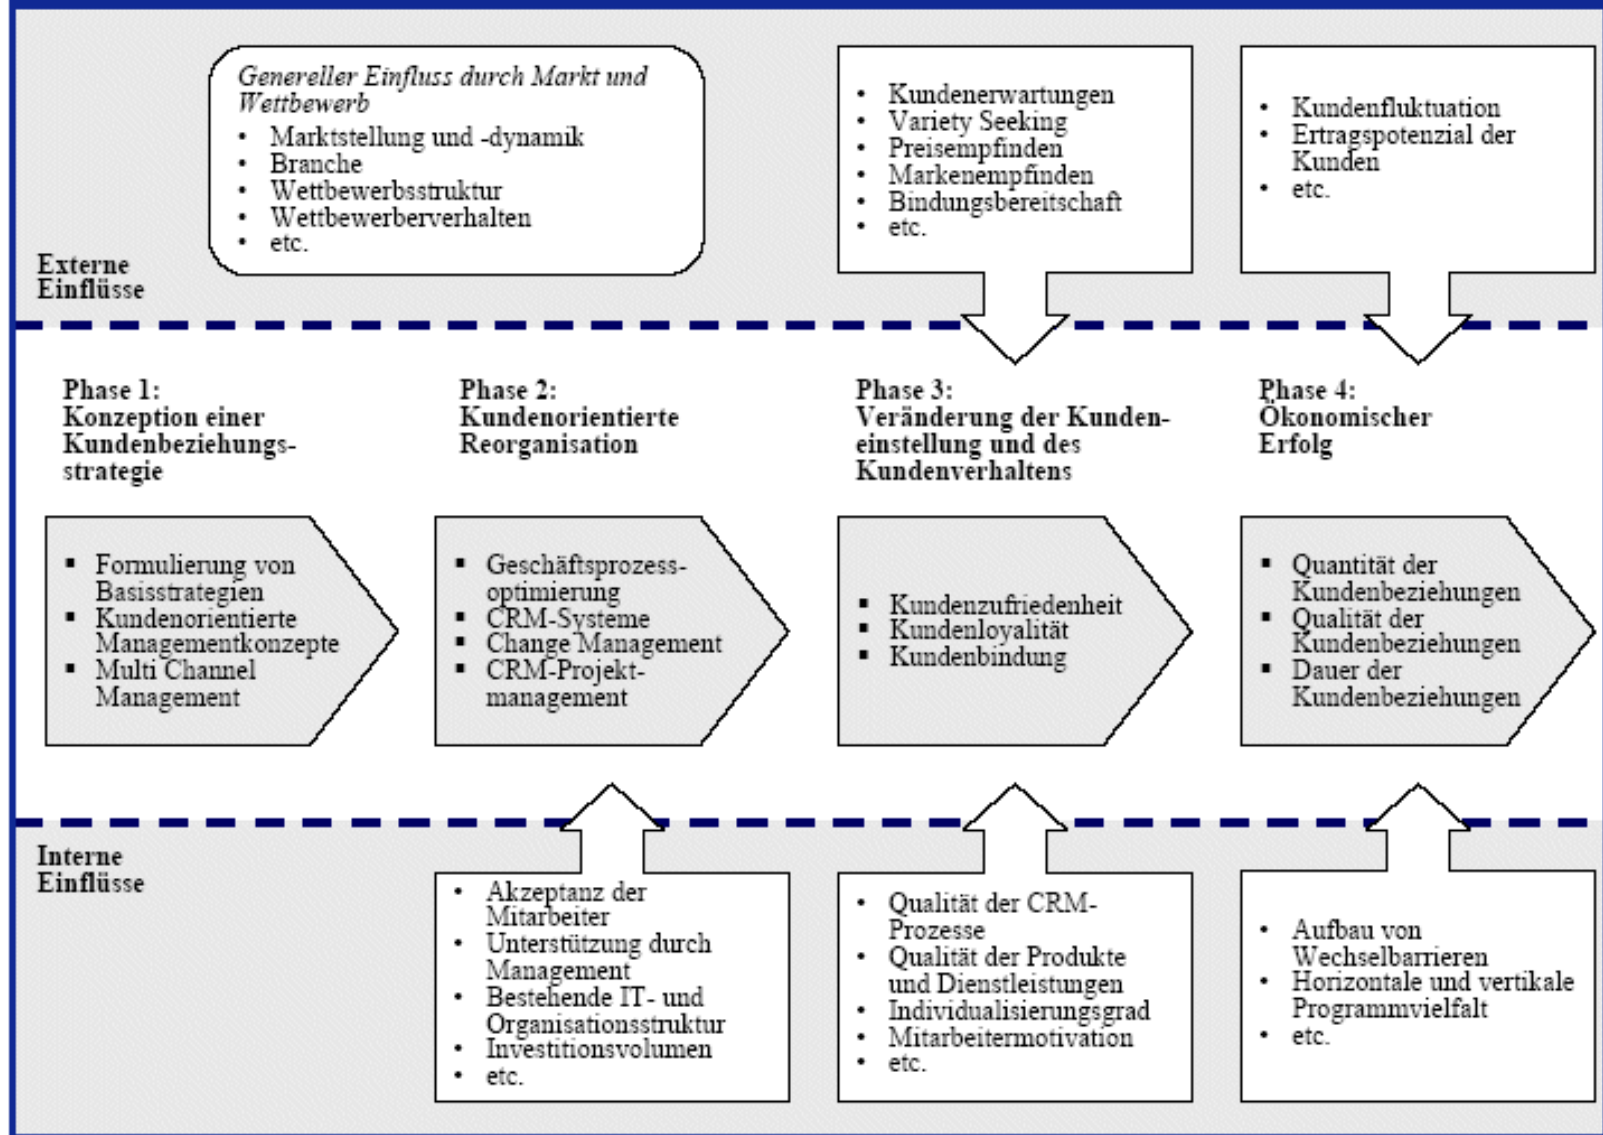 Genereller Einfluss durch Markt und
Wettbewerb
• Marktstellung und -dynamik
• Branche
• Wettbewerbsstruktur
• Wettbewerberverhalten
• etc.
• Kundenerwartungen
• Variety Seeking
• Preisempfinden
• Markenempfinden
• Bindungsbereitschaft
• etc.
• Kundenfluktuation
• Ertragspotenzial der
Kunden
• etc.
Externe
Einflüsse
Phase 1:
Konzeption einer
Kundenbeziehungs-
strategie
Phase 2:
Kundenorientierte
Reorganisation
Phase 3:
Veränderung der Kunden-
einstellung und des
Kundenverhaltens
Phase 4:
Ökonomischer
Erfolg
▪ Formulierung von
Basisstrategien
▪ Kundenorientierte
Managementkonzepte
▪ Multi Channel
Management
▪ Geschäftsprozess-
optimierung
▪ CRM-Systeme
▪ Change Management
▪ CRM-Projekt-
management
▪ Kundenzufriedenheit
▪ Kundenloyalität
▪ Kundenbindung
▪ Quantität der
Kundenbeziehungen
▪ Qualität der
Kundenbeziehungen
▪ Dauer der
Kundenbeziehungen
Interne
Einflüsse
• Akzeptanz der
Mitarbeiter
• Unterstützung durch
Management
• Bestehende IT- und
Organisationsstruktur
• Investitionsvolumen
• etc.
• Qualität der CRM-
Prozesse
• Qualität der Produkte
und Dienstleistungen
• Individualisierungsgrad
• Mitarbeitermotivation
• etc.
• Aufbau von
Wechselbarrieren
• Horizontale und vertikale
Programmvielfalt
• etc.